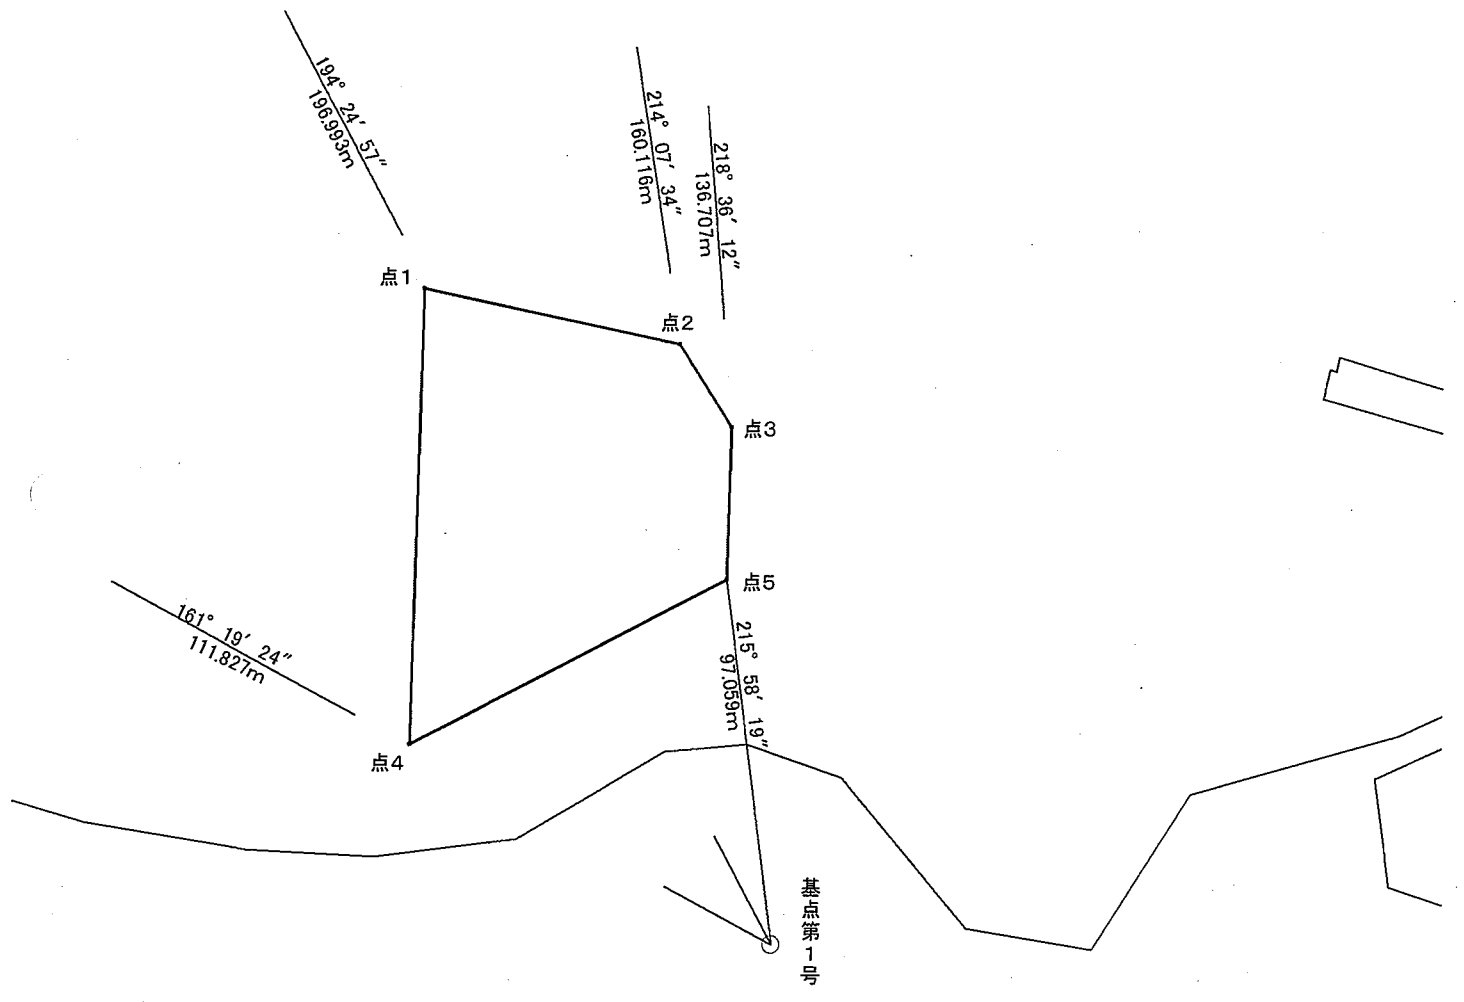 194° 24′ 57″
196.993m
214° 07′ 34″
160.116m
218° 36′ 12″
136.707m
点1
点2
点3
点5
161° 19′ 24″
111.827m
215° 58′ 19″
97.059m
点4
基点第1号